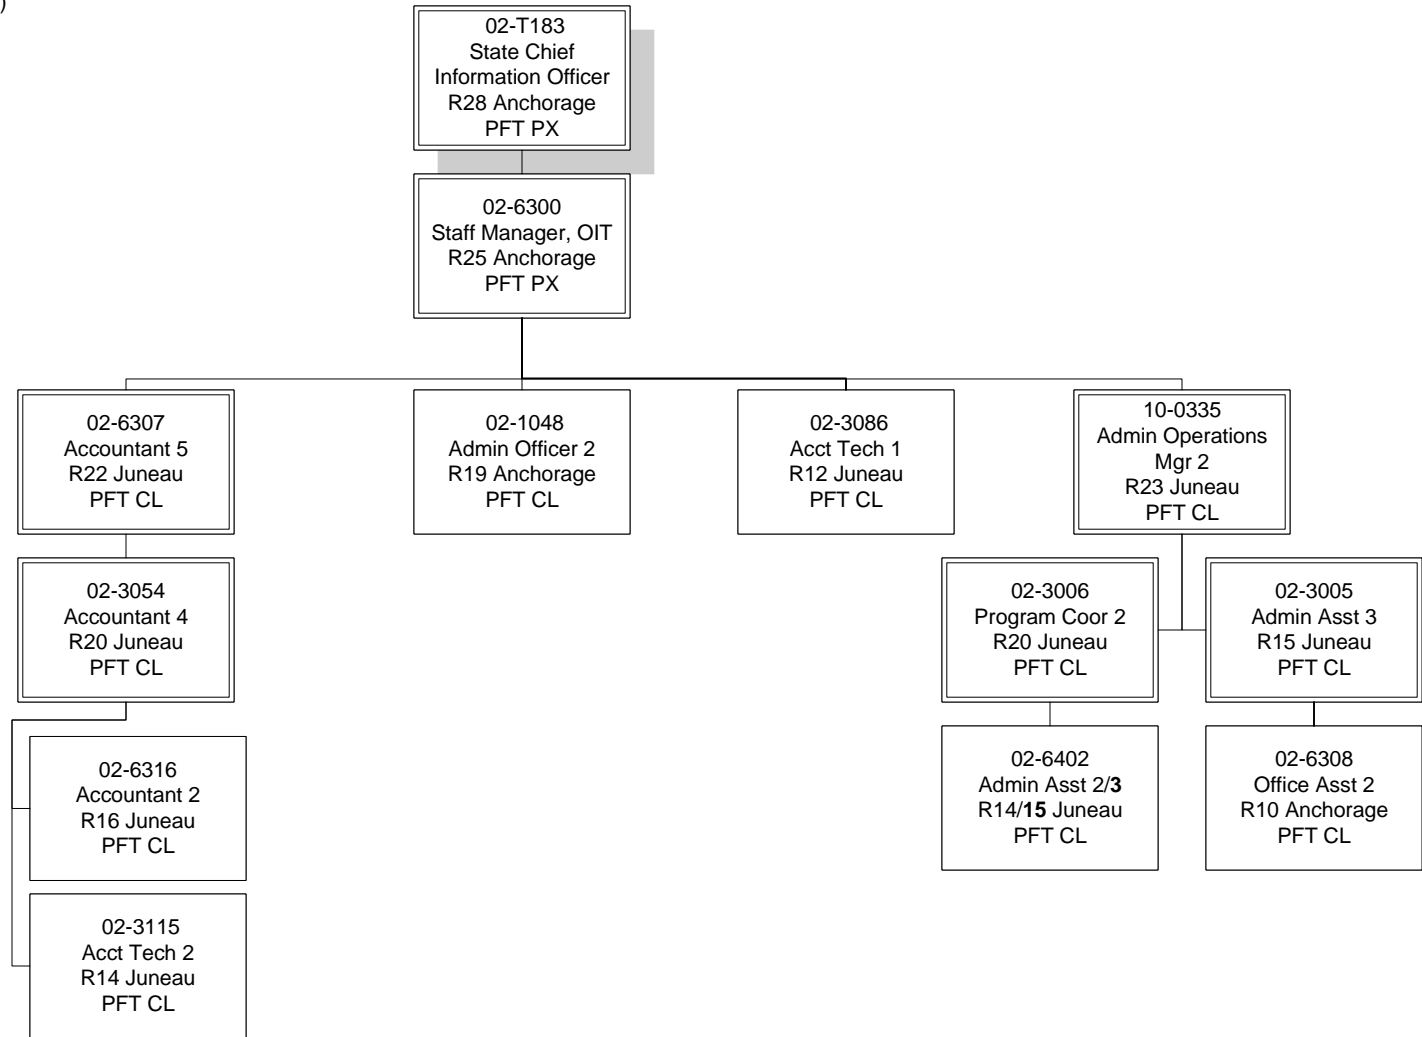 )
02-T183
State Chief
Information Officer
R28 Anchorage
PFT PX
02-6300
Staff Manager, OIT
R25 Anchorage
PFT PX
02-6307
Accountant 5
R22 Juneau
PFT CL
02-1048
Admin Officer 2
R19 Anchorage
PFT CL
02-3086
Acct Tech 1
R12 Juneau
PFT CL
10-0335
Admin Operations
Mgr 2
R23 Juneau
PFT CL
02-3054
Accountant 4
R20 Juneau
PFT CL
02-3006
Program Coor 2
R20 Juneau
PFT CL
02-3005
Admin Asst 3
R15 Juneau
PFT CL
02-6316
Accountant 2
R16 Juneau
PFT CL
02-6402
Admin Asst 2/3
R14/15 Juneau
PFT CL
02-6308
Office Asst 2
R10 Anchorage
PFT CL
02-3115
Acct Tech 2
R14 Juneau
PFT CL